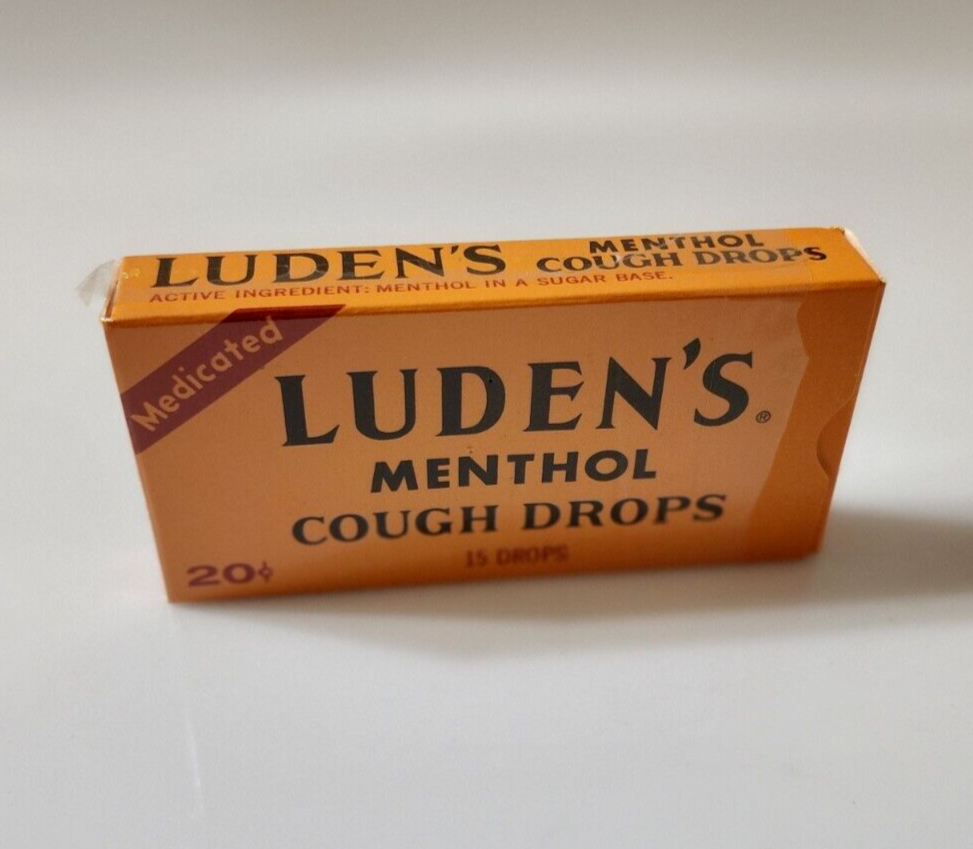 LUDEN'S MENTHOL
COUGH DROPS
ACTIVE INGREDIENT: MENTHOL IN A SUGAR BASE.
Medicated
LUDEN'S®
MENTHOL
COUGH DROPS
15 DROPS
20¢